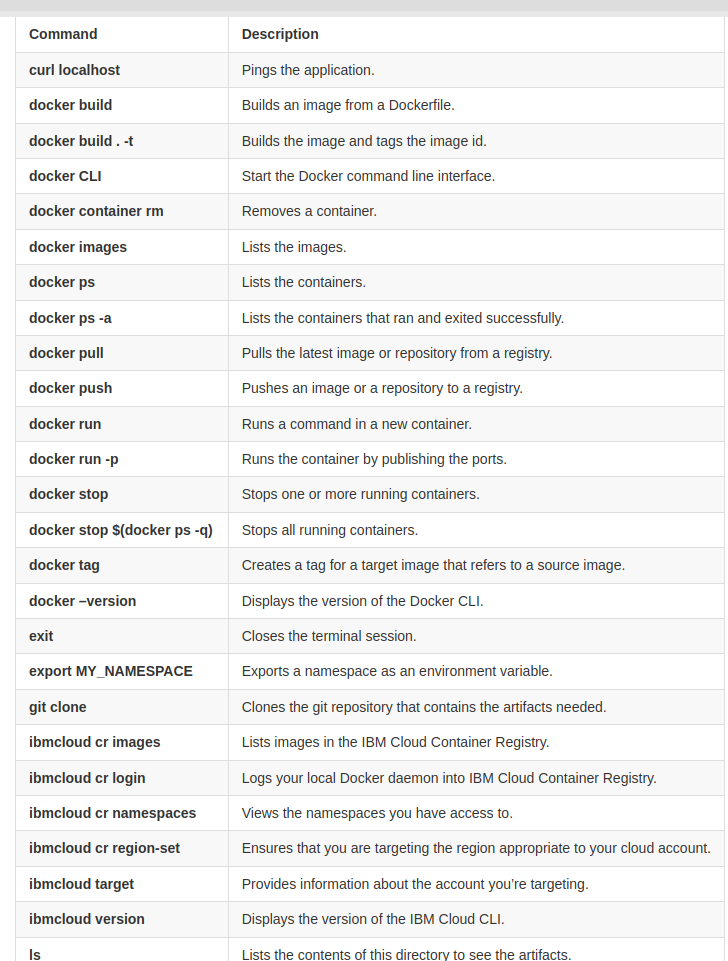 Command Description
curl localhost Pings the application.
docker build Builds an image from a Dockerfile.
docker build . -t Builds the image and tags the image id.
docker CLI Start the Docker command line interface.
docker container rm Removes a container.
docker images Lists the images.
docker ps Lists the containers.
docker ps -a Lists the containers that ran and exited successfully.
docker pull Pulls the latest image or repository from a registry.
docker push Pushes an image or a repository to a registry.
docker run Runs a command in a new container.
docker run -p Runs the container by publishing the ports.
docker stop Stops one or more running containers.
docker stop $(docker ps -q) Stops all running containers.
docker tag Creates a tag for a target image that refers to a source image.
docker –version Displays the version of the Docker CLI.
exit Closes the terminal session.
export MY_NAMESPACE Exports a namespace as an environment variable.
git clone Clones the git repository that contains the artifacts needed.
ibmcloud cr images Lists images in the IBM Cloud Container Registry.
ibmcloud cr login Logs your local Docker daemon into IBM Cloud Container Registry.
ibmcloud cr namespaces Views the namespaces you have access to.
ibmcloud cr region-set Ensures that you are targeting the region appropriate to your cloud account.
ibmcloud target Provides information about the account you’re targeting.
ibmcloud version Displays the version of the IBM Cloud CLI.
ls Lists the contents of this directory to see the artifacts.